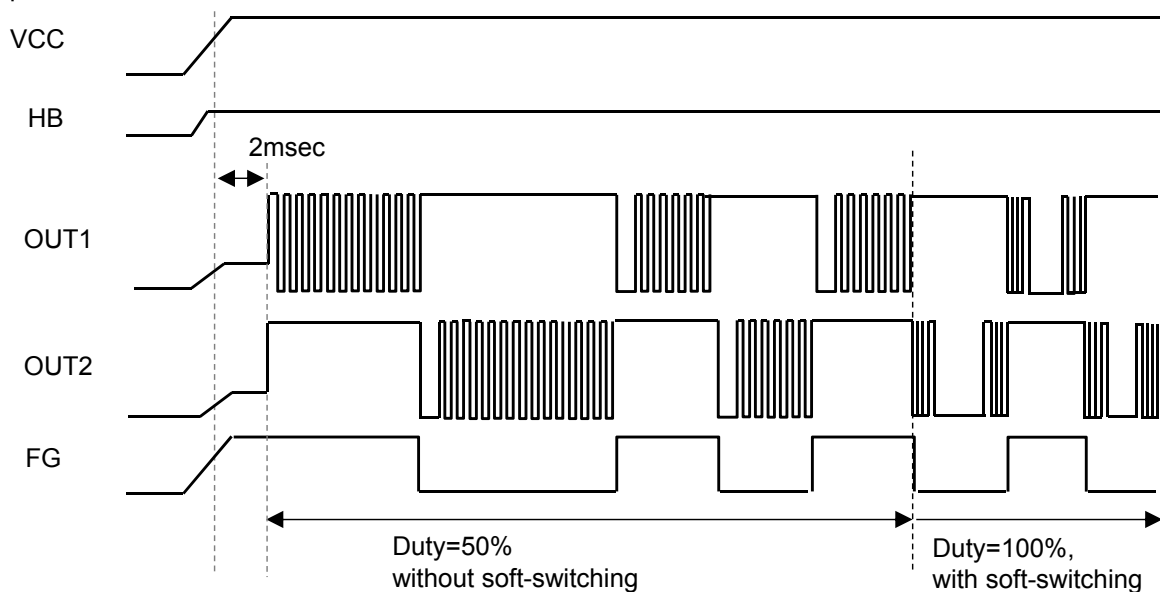 VCC
HB
2msec
OUT1
OUT2
FG
Duty=50%
without soft-switching
Duty=100%,
with soft-switching